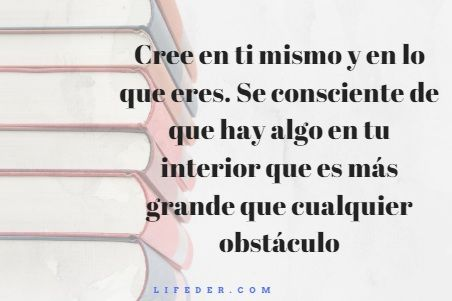 Cree en ti mismo y en lo
que eres. Se consciente de
que hay algo en tu
interior que es más
grande que cualquier
obstáculo
LIFEDER.COM